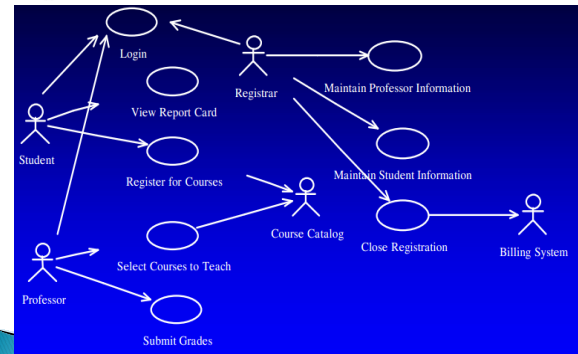 Login
Registrar
Maintain Professor Information
View Report Card
Student
Maintain Student Information
Register for Courses
Course Catalog
Close Registration
Billing System
Select Courses to Teach
Professor
Submit Grades